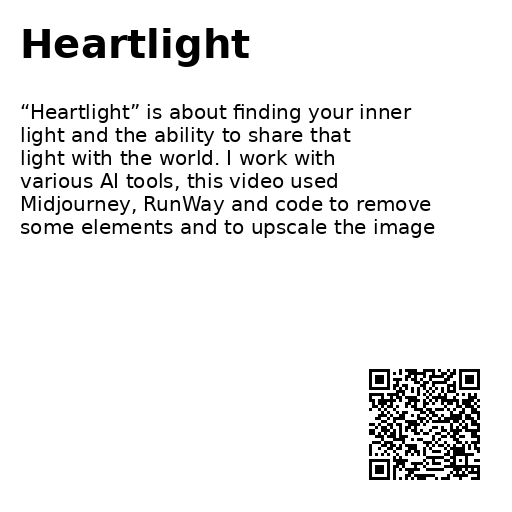 Heartlight
“Heartlight” is about finding your inner
light and the ability to share that
light with the world. I work with
various AI tools, this video used
Midjourney, RunWay and code to remove
some elements and to upscale the image